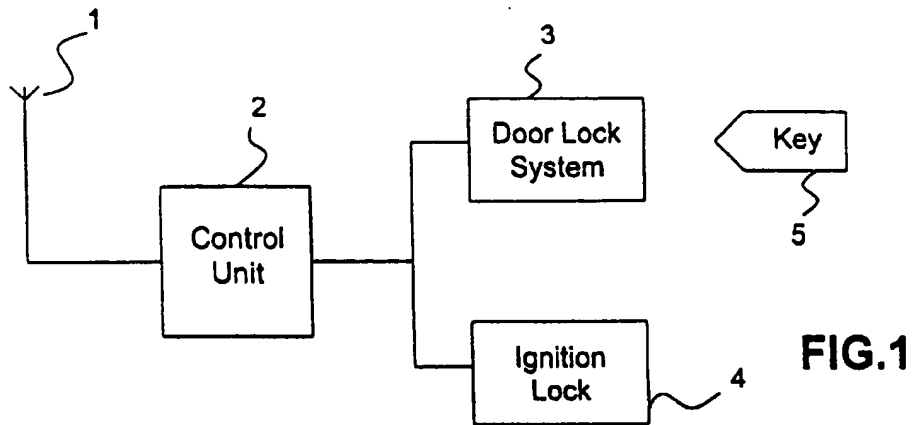 1
3
Door Lock
System
Key
5
2
Control
Unit
Ignition
Lock
4
FIG.1